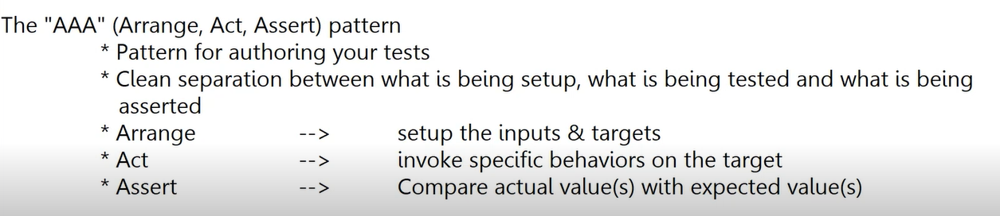 The "AAA" (Arrange, Act, Assert) pattern
* Pattern for authoring your tests
* Clean separation between what is being setup, what is being tested and what is being
asserted
* Arrange --> setup the inputs & targets
* Act --> invoke specific behaviors on the target
* Assert --> Compare actual value(s) with expected value(s)